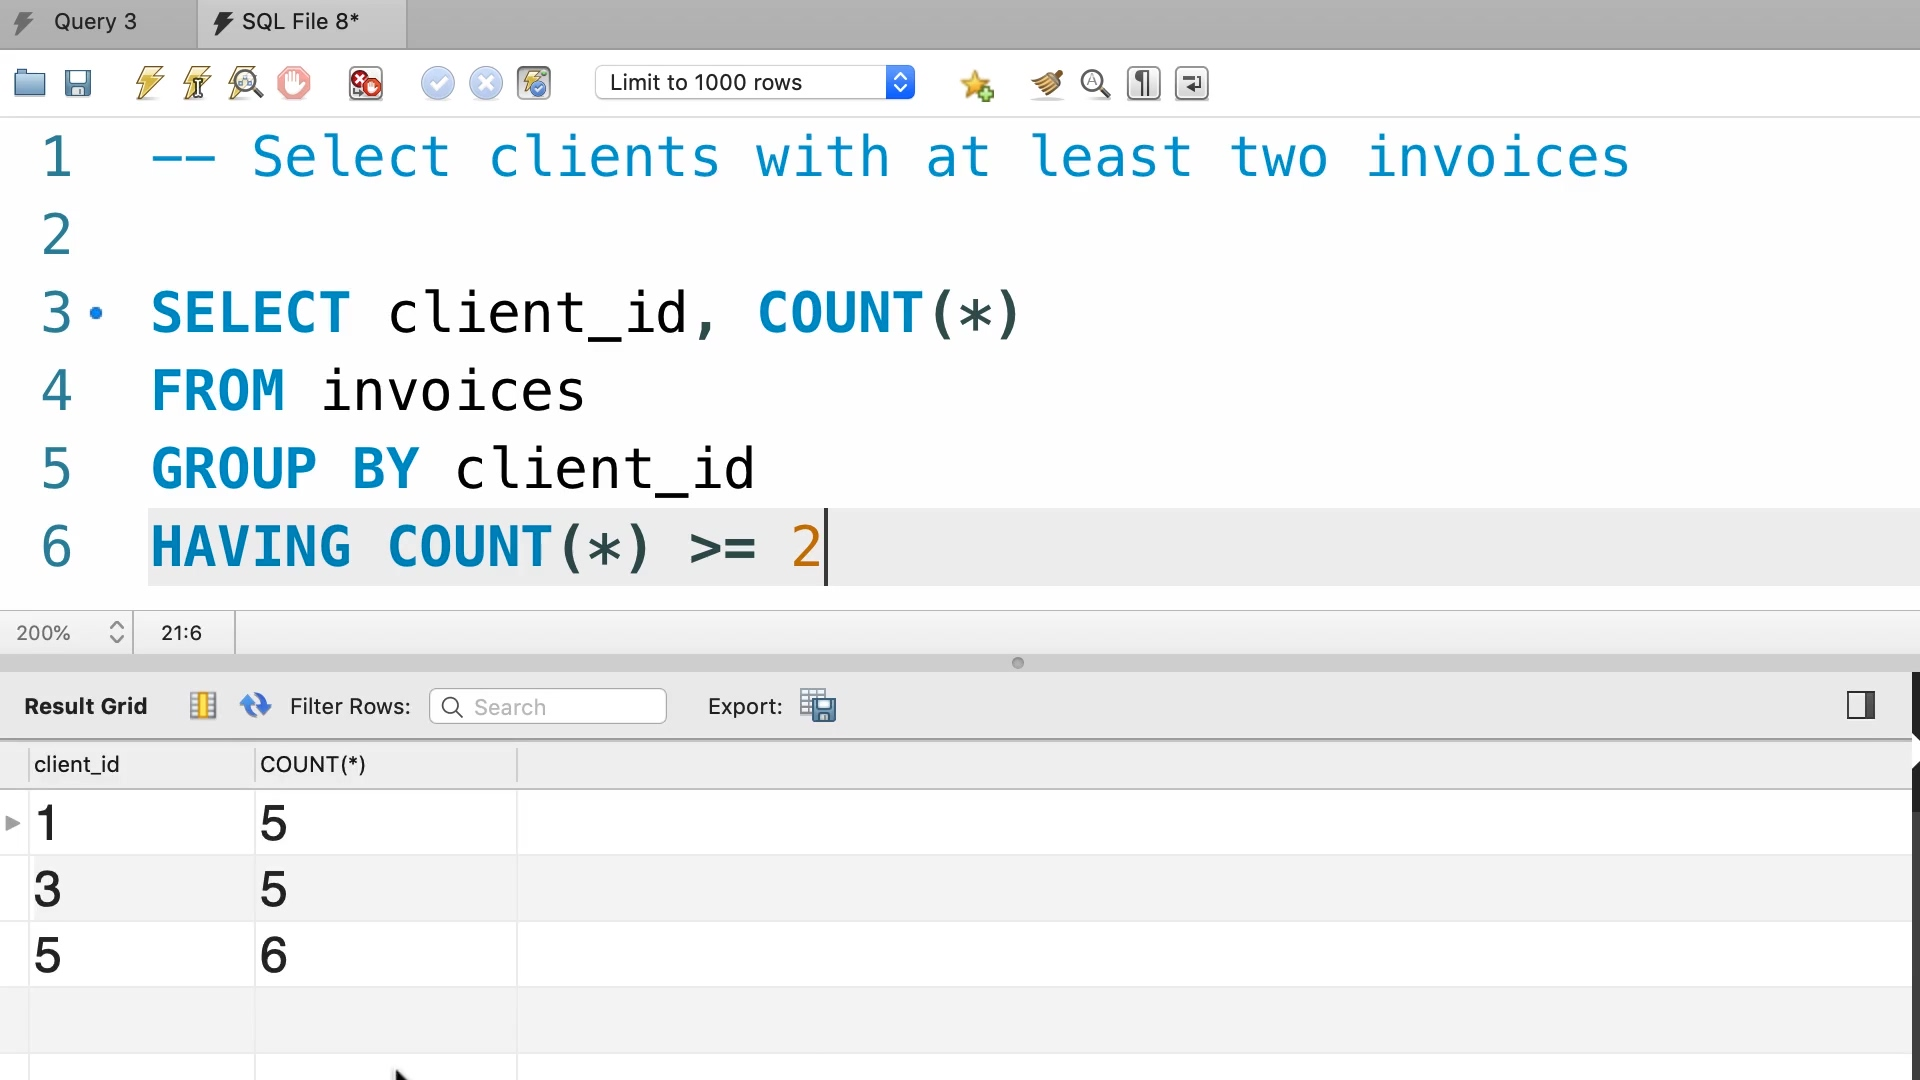 Query 3
SQL File 8*
Limit to 1000 rows
1 -- Select clients with at least two invoices
2
3 SELECT client_id, COUNT(*)
4 FROM invoices
5 GROUP BY client_id
6 HAVING COUNT(*) >= 2
200% 21:6
Result Grid Filter Rows: Search Export:
client_id COUNT(*)
1 5
3 5
5 6